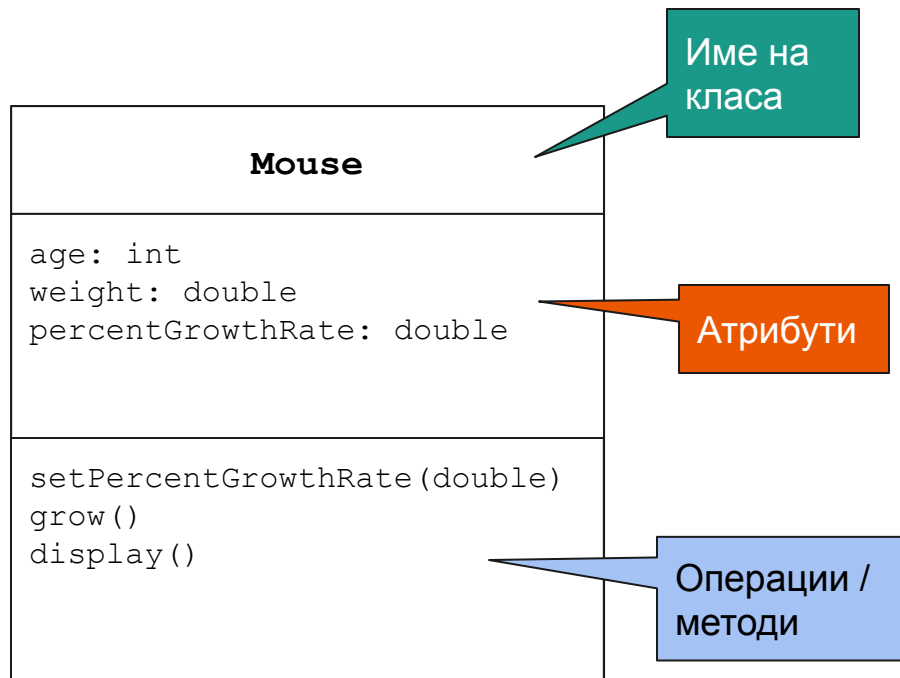 Име на
класа
Mouse
age: int
weight: double
percentGrowthRate: double
Атрибути
setPercentGrowthRate(double)
grow()
display()
Операции /
методи